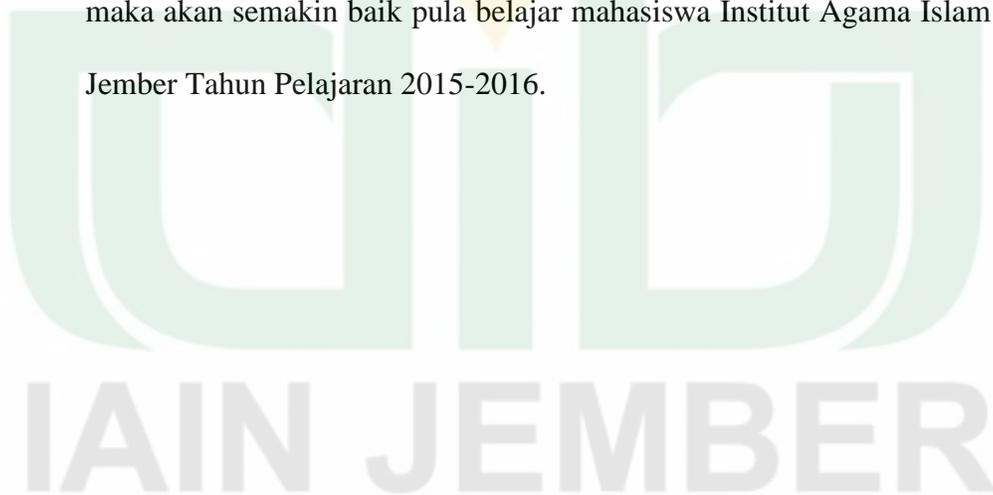 maka akan semakin baik pula belajar mahasiswa Institut Agama Islam
Jember Tahun Pelajaran 2015-2016.
IAIN JEMBER